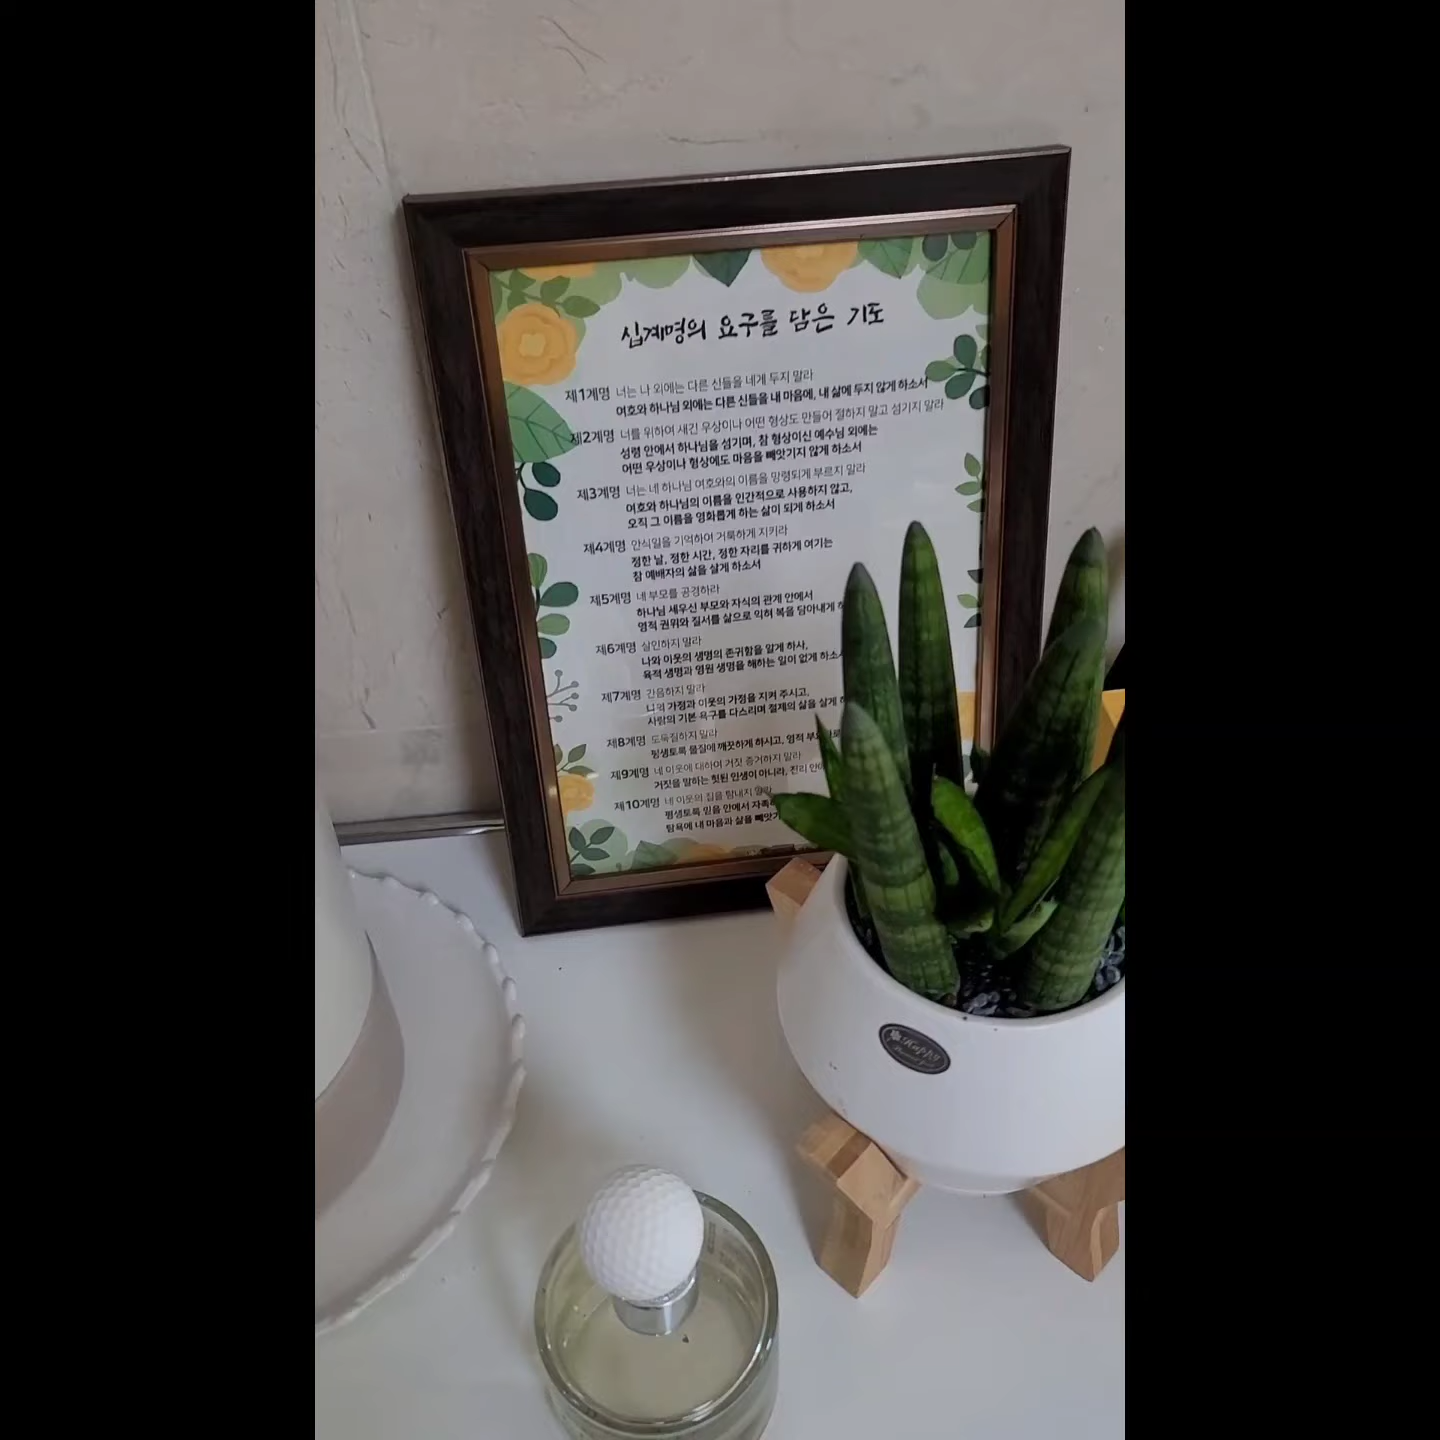 십계명의 요구를 담은 기도
제1계명 너는 나 외에는 다른 신들을 네게 두지 말라
여호와 하나님 외에는 다른 신들을 내 마음에, 내 삶에 두지 않게 하소서
제2계명 너를 위하여 새긴 우상이나 어떤 형상도 만들어 절하지 말고 섬기지 말라
성령 안에서 하나님을 섬기며, 참 형상이신 예수님 외에는
어떤 우상이나 형상에도 마음을 빼앗기지 않게 하소서
제3계명 너는 네 하나님 여호와의 이름을 망령되게 부르지 말라
여호와 하나님의 이름을 인간적으로 사용하지 않고,
오직 그 이름을 영화롭게 하는 삶이 되게 하소서
제4계명 안식일을 기억하여 거룩하게 지키라
정한 날, 정한 시간, 정한 자리를 귀하게 여기는
참 예배자의 삶을 살게 하소서
제5계명 네 부모를 공경하라
하나님 세우신 부모와 자식의 관계 안에서
영적 권위와 질서를 삶으로 익혀 복을 담아내게
제6계명 살인하지 말라
나와 이웃의 생명의 존귀함을 알게 하사,
육적 생명과 영원 생명을 해하는 일이 없게 하소
제7계명 간음하지 말라
나의 가정과 이웃의 가정을 지켜 주시고,
사람의 기본 욕구를 다스리며 절제의 삶을 살게
제8계명 도둑질하지 말라
평생토록 물질에 깨끗하게 하시고, 영적
제9계명 네 이웃에 대하여 거짓 증거하지 말라
거짓을 말하는 헛된 인생이 아니라, 진리
제10계명 네 이웃의 집을 탐내지 말라
평생토록 믿음 안에서
탐욕에 내 마음과 삶을